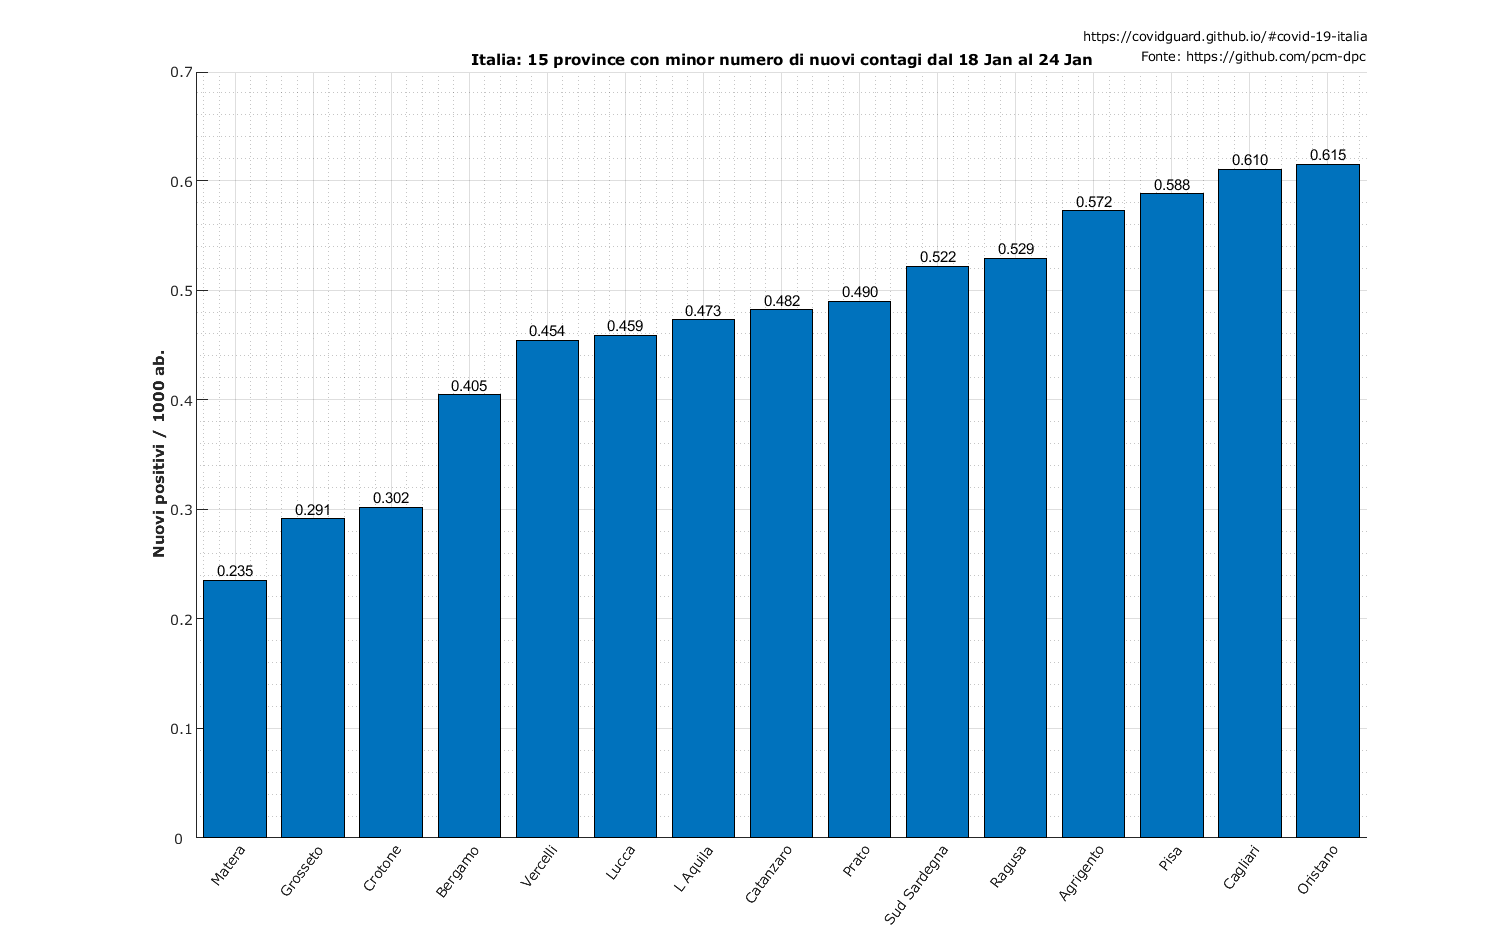 https://covidguard.github.io/#covid-19-italia
Italia: 15 province con minor numero di nuovi contagi dal 18 Jan al 24 Jan
Fonte: https://github.com/pcm-dpc
Nuovi positivi / 1000 ab.
0.7
0.6
0.5
0.4
0.3
0.2
0.1
0
0.235
0.291
0.302
0.405
0.454
0.459
0.473
0.482
0.490
0.522
0.529
0.572
0.588
0.610
0.615
Matera
Grosseto
Crotone
Bergamo
Vercelli
Lucca
L Aquila
Catanzaro
Prato
Sud Sardegna
Ragusa
Agrigento
Pisa
Cagliari
Oristano